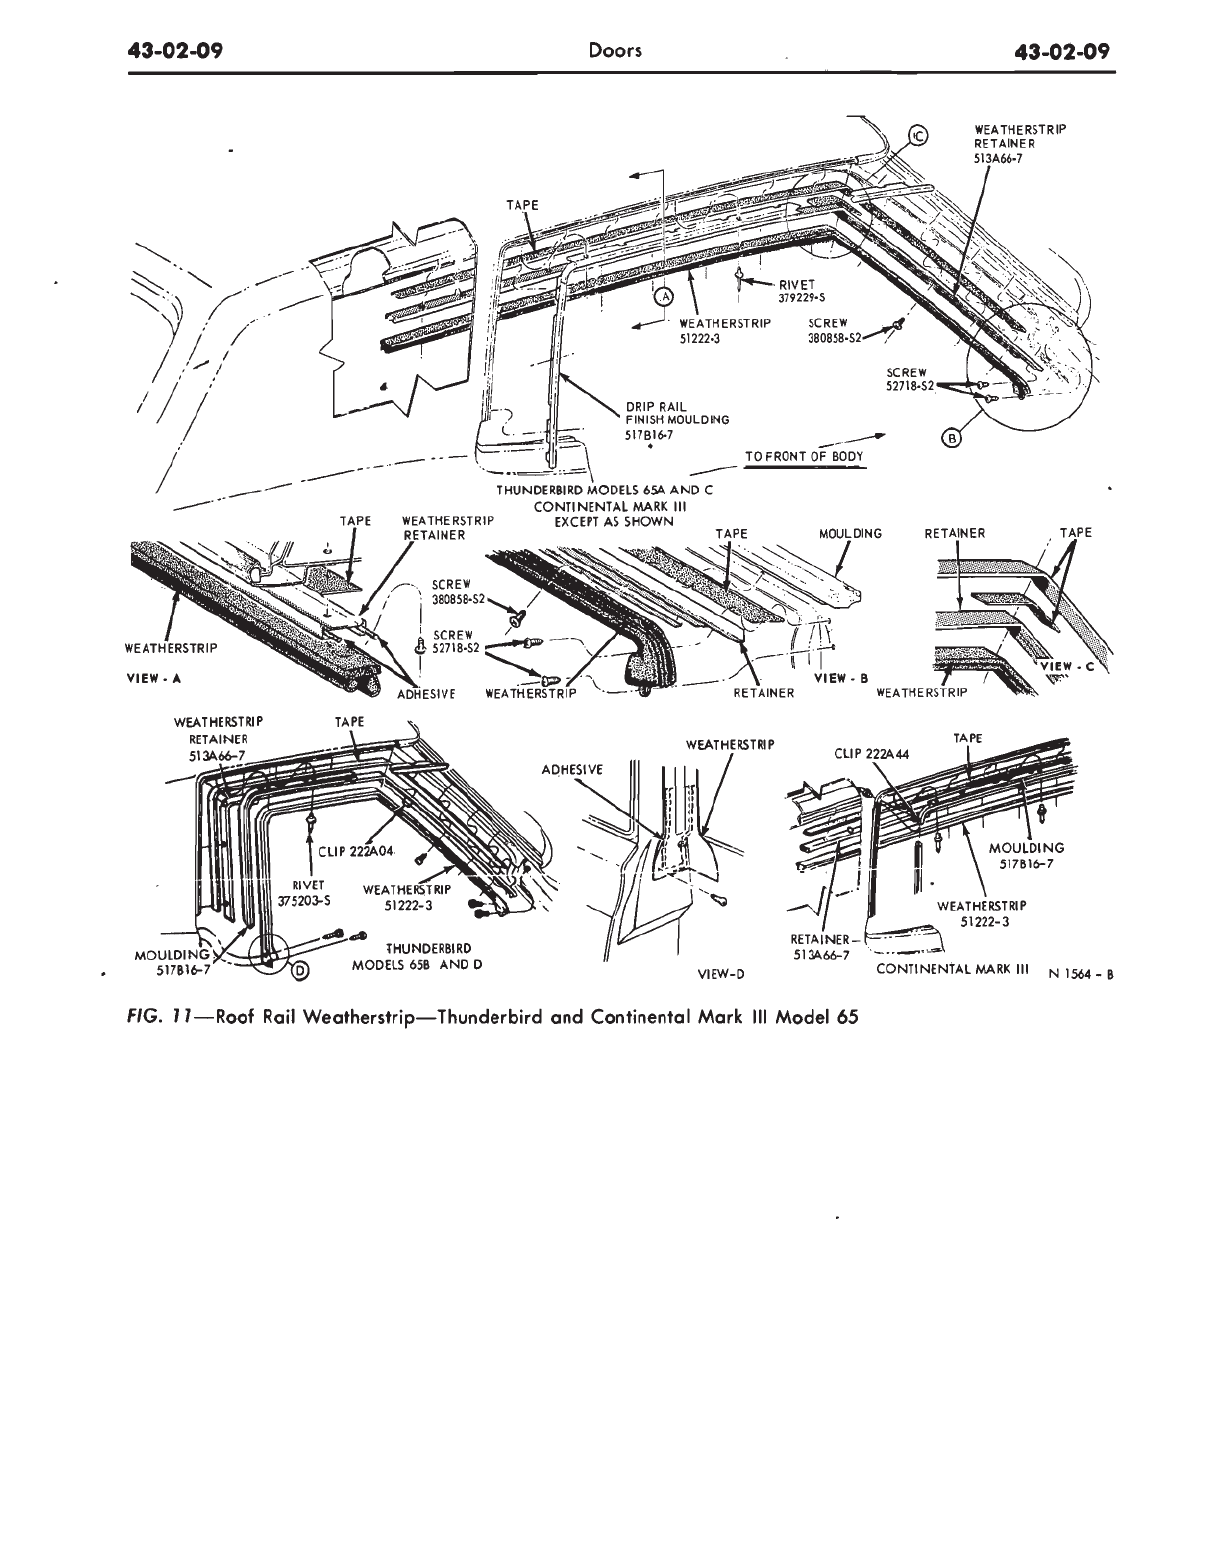 43-02-09 Doors 43-02-09
C
WEATHERSTRIP
RETAINER
513A66-7
TAPE
RIVET
379229-S
A
WEATHERSTRIP
51222-3
SCREW
380858-S2
SCREW
52718-S2
DRIP RAIL
FINISH MOULDING
517B16-7
B
TO FRONT OF BODY
THUNDERBIRD MODELS 65A AND C
CONTINENTAL MARK III
EXCEPT AS SHOWN
TAPE
WEATHERSTRIP
RETAINER
WEATHERSTRIP
VIEW - A
ADHESIVE
SCREW
380858-S2
SCREW
52718-S2
TAPE
MOULDING
WEATHERSTRIP
RETAINER
VIEW - B
RETAINER
TAPE
VIEW - C
WEATHERSTRIP
WEATHERSTRIP
RETAINER
513A66-7
TAPE
CLIP 222A04
RIVET
375203-S
WEATHERSTRIP
51222-3
MOULDING
517B16-7
D
THUNDERBIRD
MODELS 65B AND D
ADHESIVE
WEATHERSTRIP
VIEW-D
CLIP 222A44
TAPE
MOULDING
517B16-7
WEATHERSTRIP
51222-3
RETAINER
513A66-7
CONTINENTAL MARK III
N 1564 - B
FIG. 11—Roof Rail Weatherstrip—Thunderbird and Continental Mark III Model 65